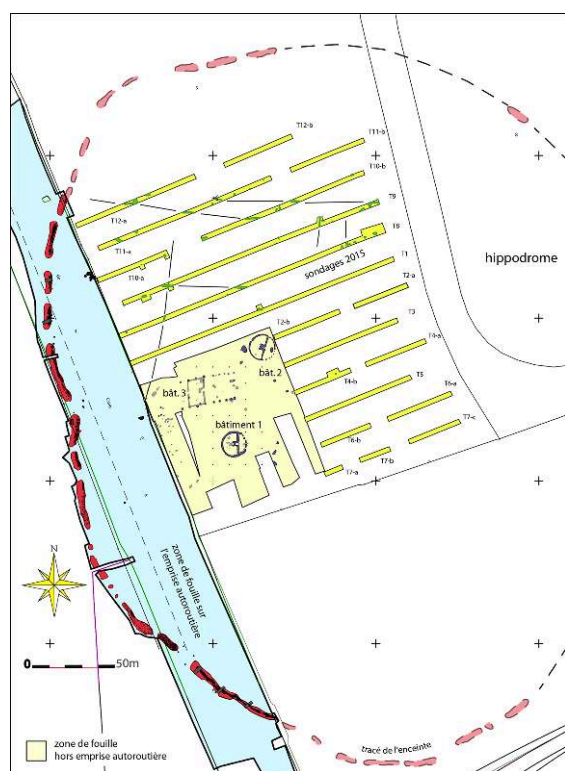 T12-b
T11-b
T10-b
T9
T8
T12-a
T11-a
T10-a
sondages 2015
hippodrome
T1
T2-a
T3
T2-b
T4-a
bât.2
T5
bât.3
T4-b
T6-a
bâtiment 1
T7-c
T6-b
T7-b
T7-a
N
zone de fouille sur
l'emprise autoroutière
0
50m
tracé de l'enceinte
zone de fouille
hors emprise autoroutière